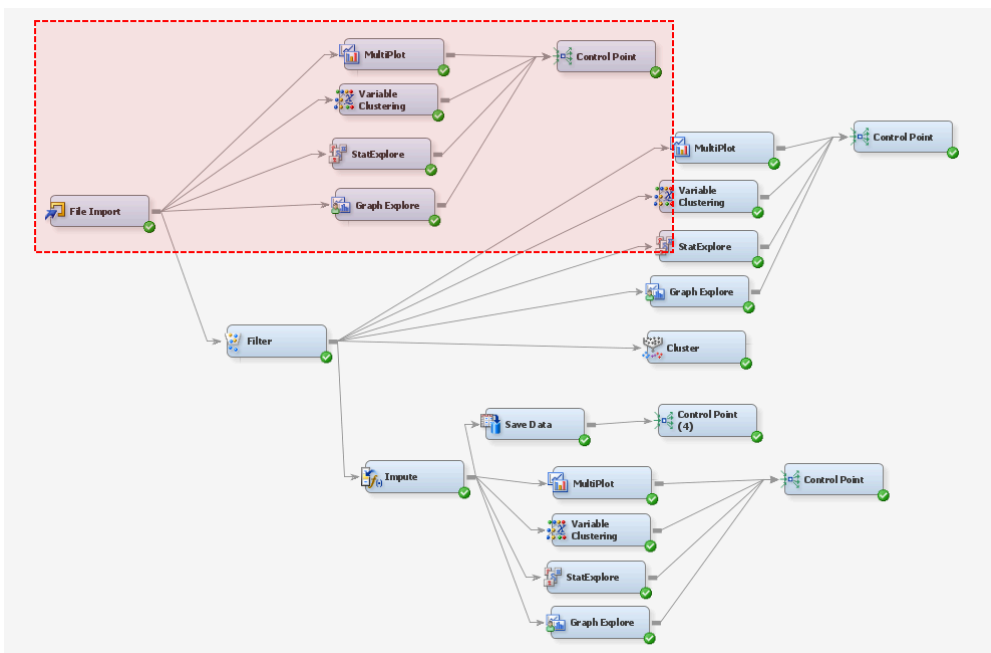 MultiPlot
Control Point
Variable
Clustering
StatExplore
File Import
Graph Explore
MultiPlot
Control Point
Variable
Clustering
StatExplore
Graph Explore
Filter
Cluster
Save Data
Control Point
(4)
Impute
MultiPlot
Control Point
Variable
Clustering
StatExplore
Graph Explore